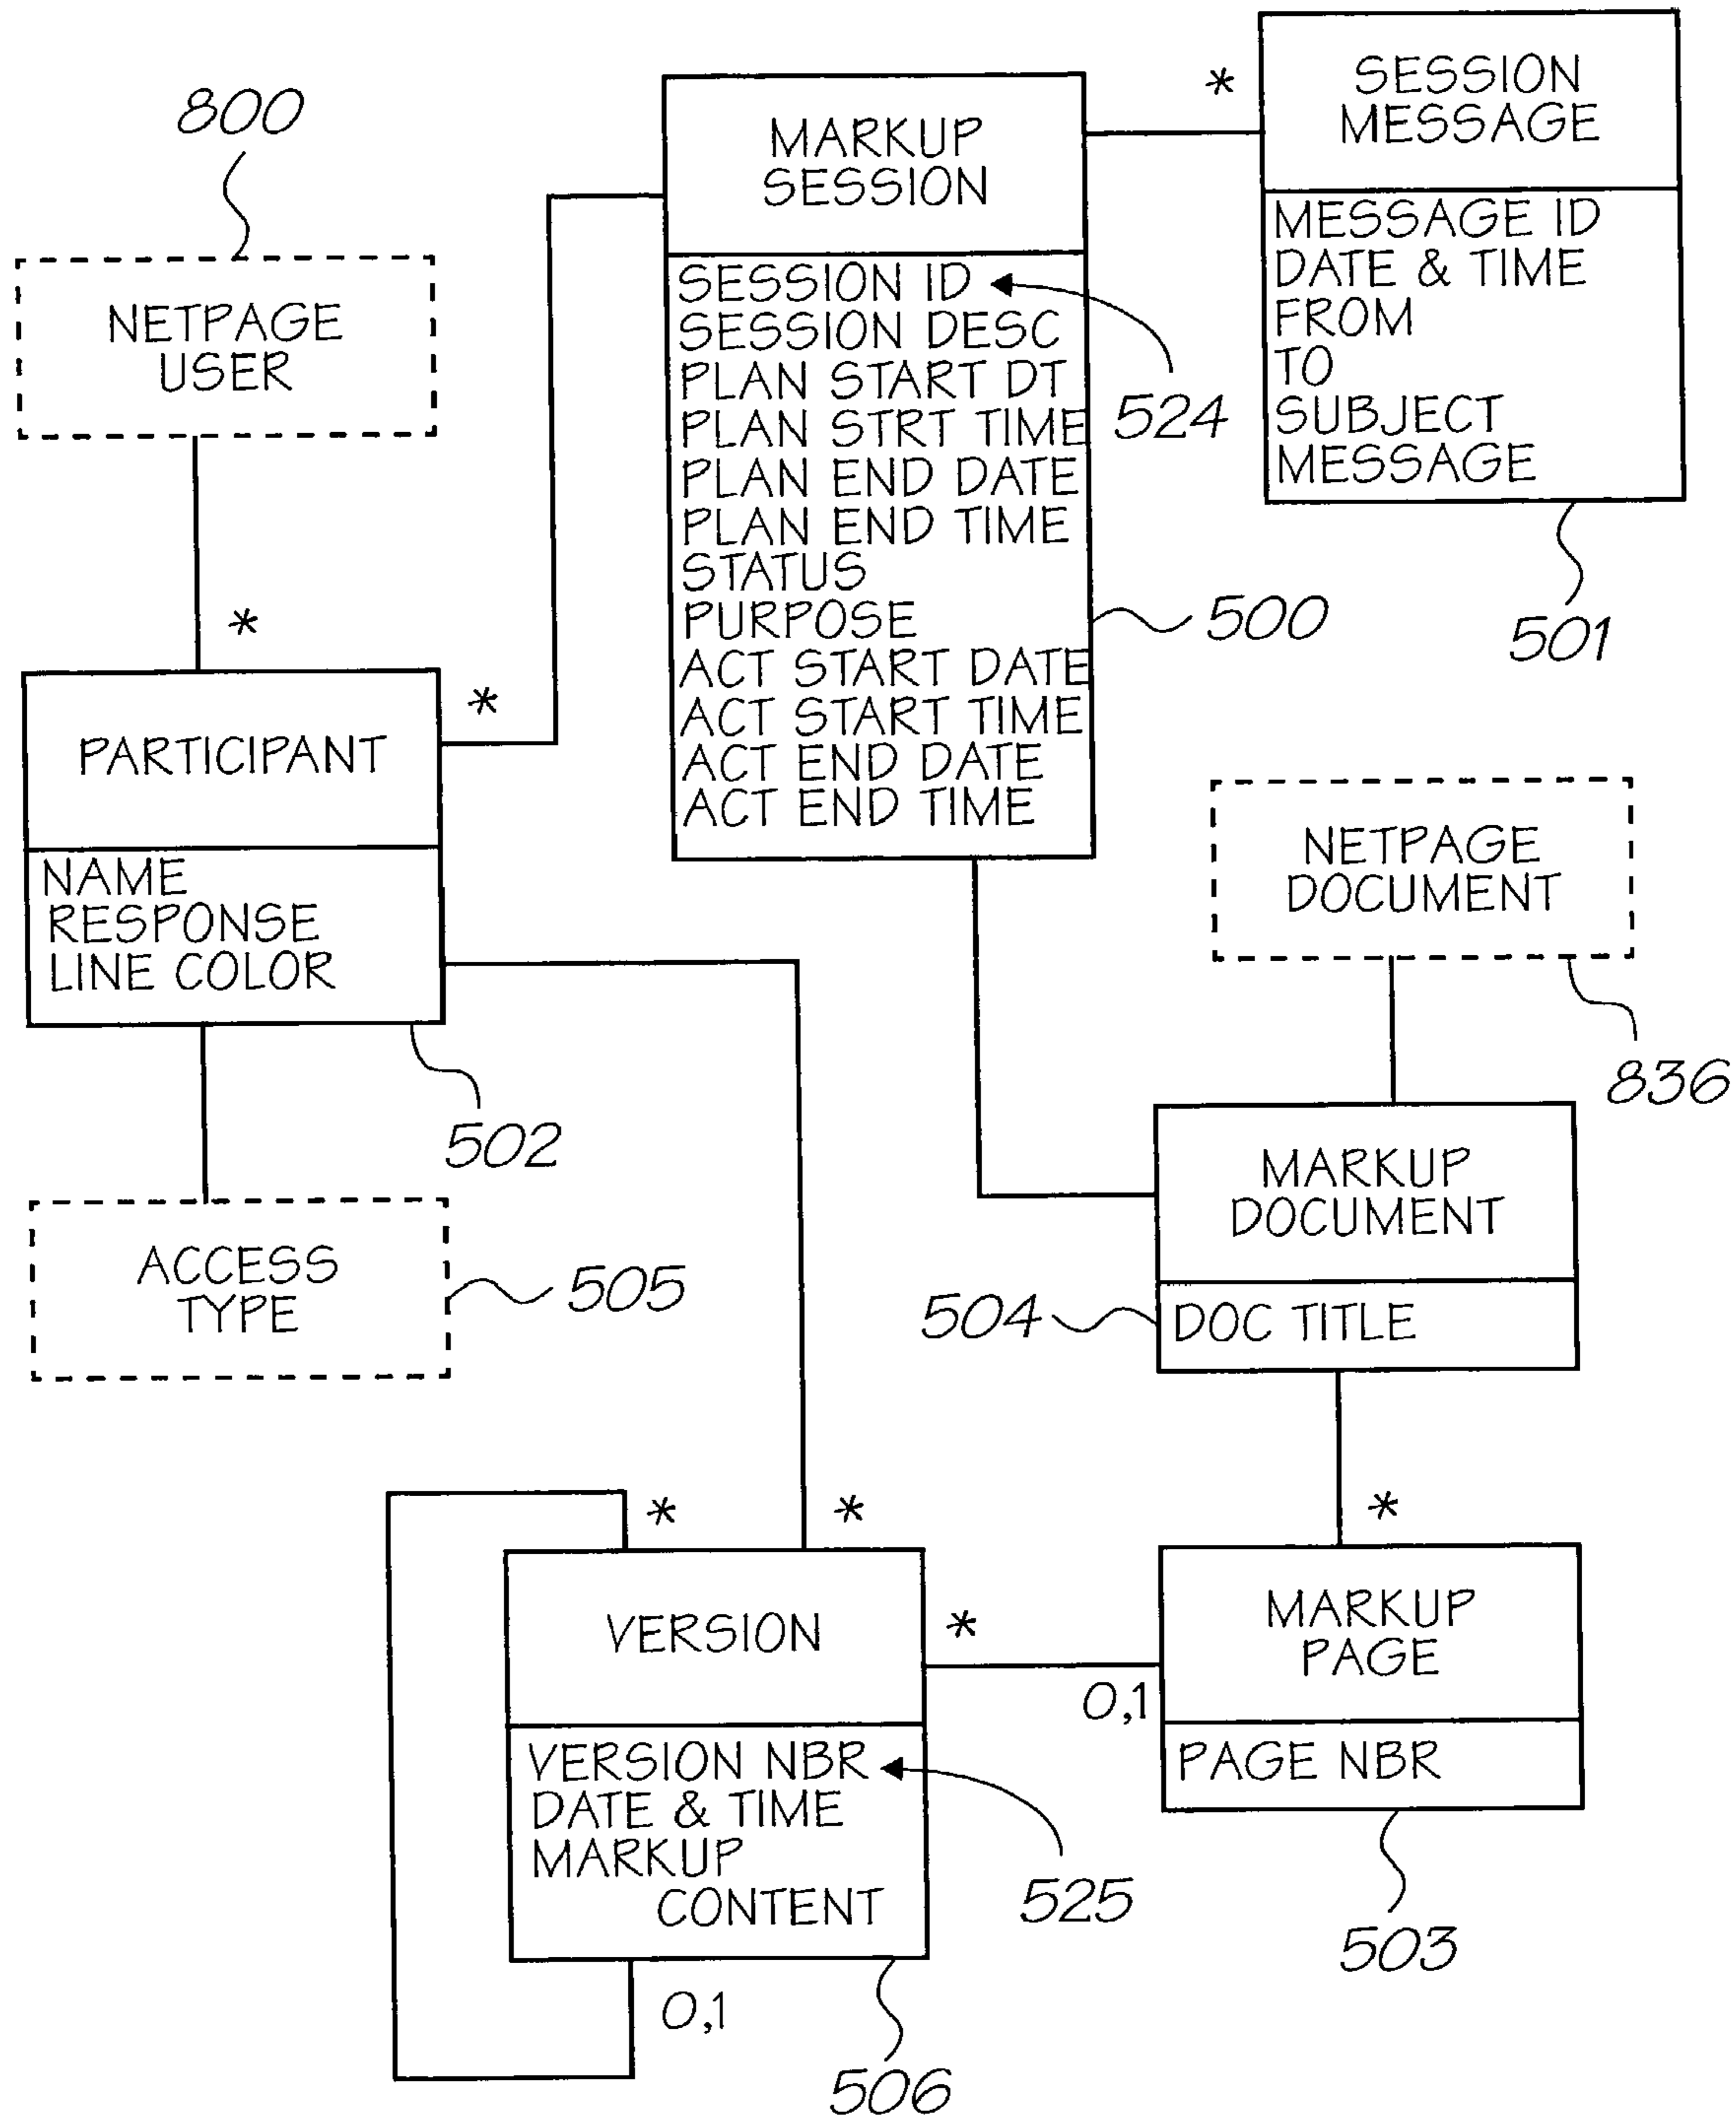 800
NETPAGE
USER
*
PARTICIPANT
*
NAME
RESPONSE
LINE COLOR
502
ACCESS
TYPE
505
MARKUP
SESSION
SESSION ID
SESSION DESC
PLAN START DT
PLAN STRT TIME
PLAN END DATE
PLAN END TIME
STATUS
PURPOSE
ACT START DATE
ACT START TIME
ACT END DATE
ACT END TIME
524
500
*
SESSION
MESSAGE
MESSAGE ID
DATE & TIME
FROM
TO
SUBJECT
MESSAGE
501
NETPAGE
DOCUMENT
836
MARKUP
DOCUMENT
DOC TITLE
504
*
MARKUP
PAGE
PAGE NBR
503
* *
VERSION
*
0,1
VERSION NBR
DATE & TIME
MARKUP
CONTENT
525
0,1
506